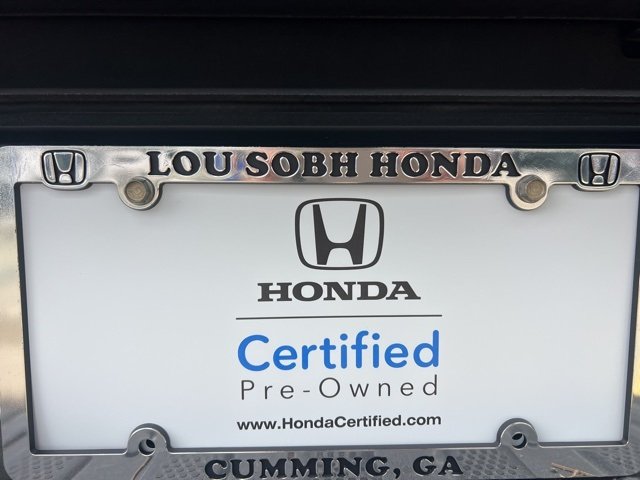 LOU SOBH HONDA
HONDA
Certified
Pre-Owned
www.HondaCertified.com
CUMMING, GA